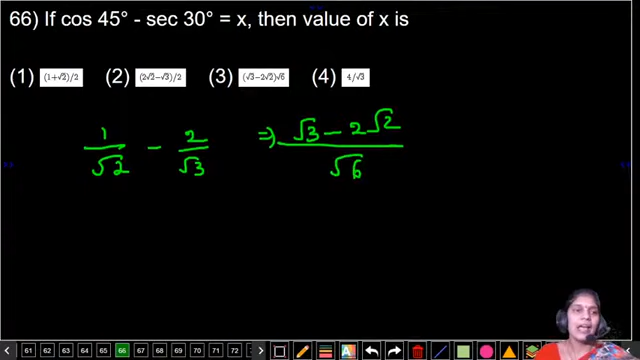 66) If cos 45° - sec 30° = x, then value of x is
(1) (1+√2)/2 (2) (2√2−√3)/2 (3) (√3−2√2)√6 (4) 4/√3
1/√2 − 2/√3 ⇒ (√3 − 2√2)/√6
61 62 63 64 65 66 67 68 69 70 71 72 73